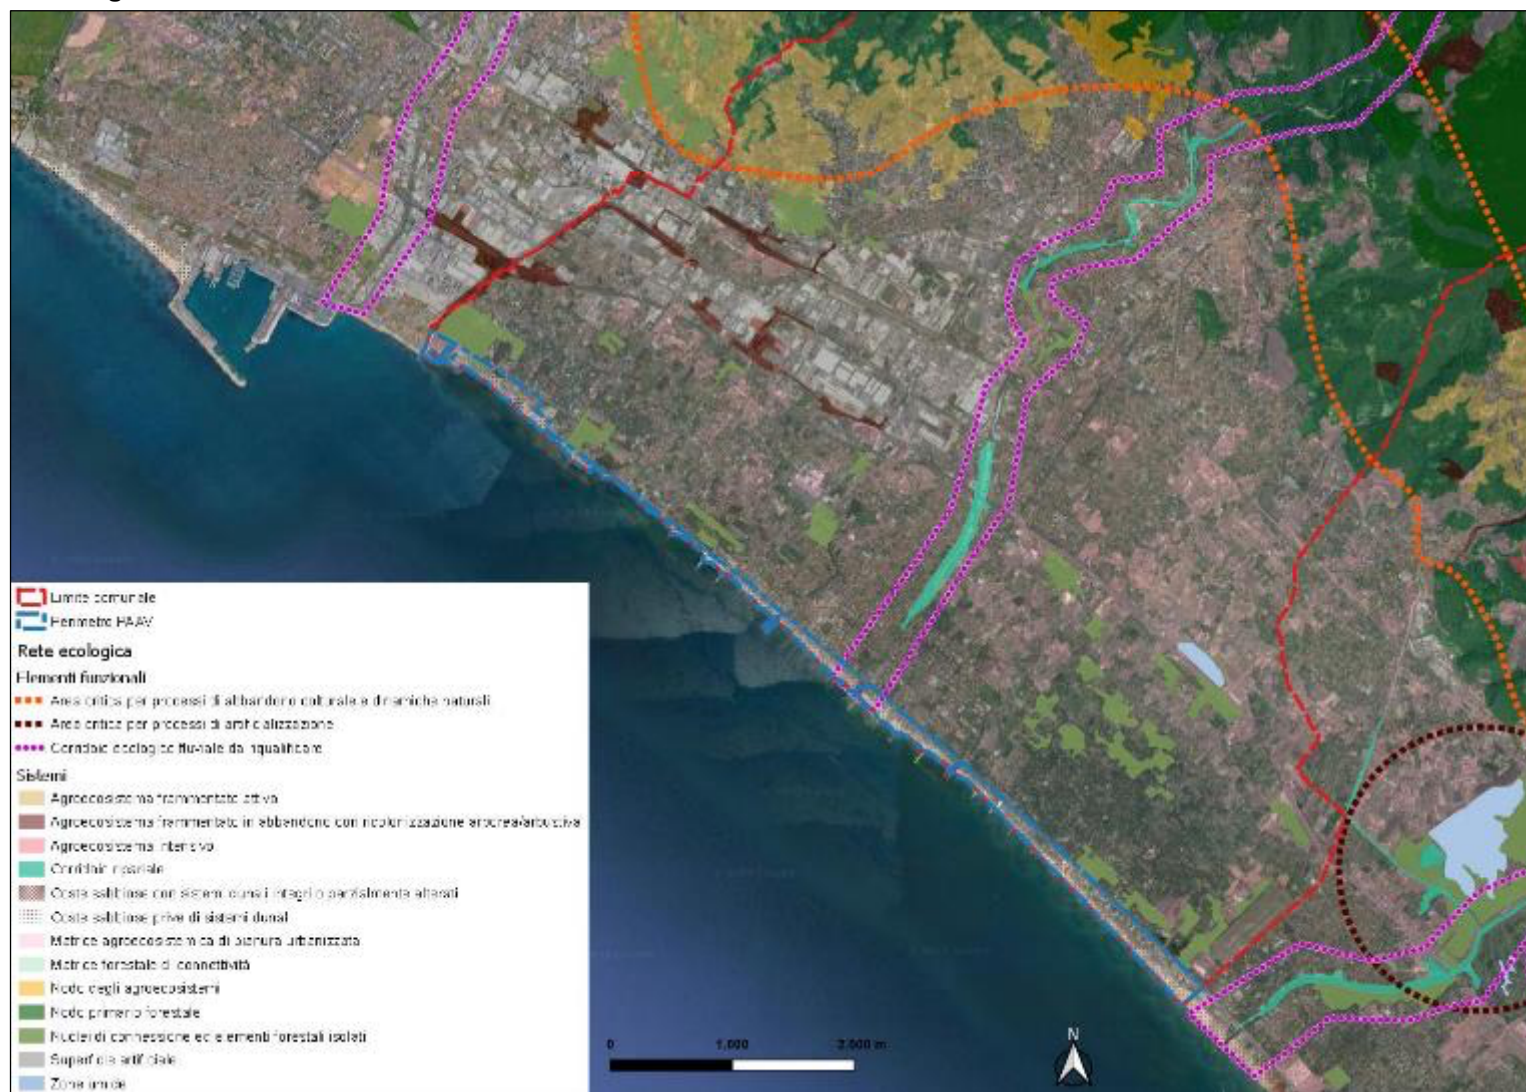 Limite comunale
Perimetro PAAV
Rete ecologica
Elementi funzionali
Area critica per processi di abbandono colturale e dinamiche naturali
Area critica per processi di artificializzazione
Corridoio ecologico fluviale da riqualificare
Sistemi
Agroecosistema frammentato attivo
Agroecosistema frammentato in abbandono con ricolonizzazione arborea/arbustiva
Agroecosistema intensivo
Corridoio ripariale
Coste sabbiose con sistemi dunali integri o parzialmente alterati
Coste sabbiose prive di sistemi dunali
Matrice agroecosistemica di pianura urbanizzata
Matrice forestale di connettività
Nodo degli agroecosistemi
Nodo primario forestale
Nuclei di connessione ed elementi forestali isolati
Superficie artificiale
Zone umide
0 1.000 2.000 m
N